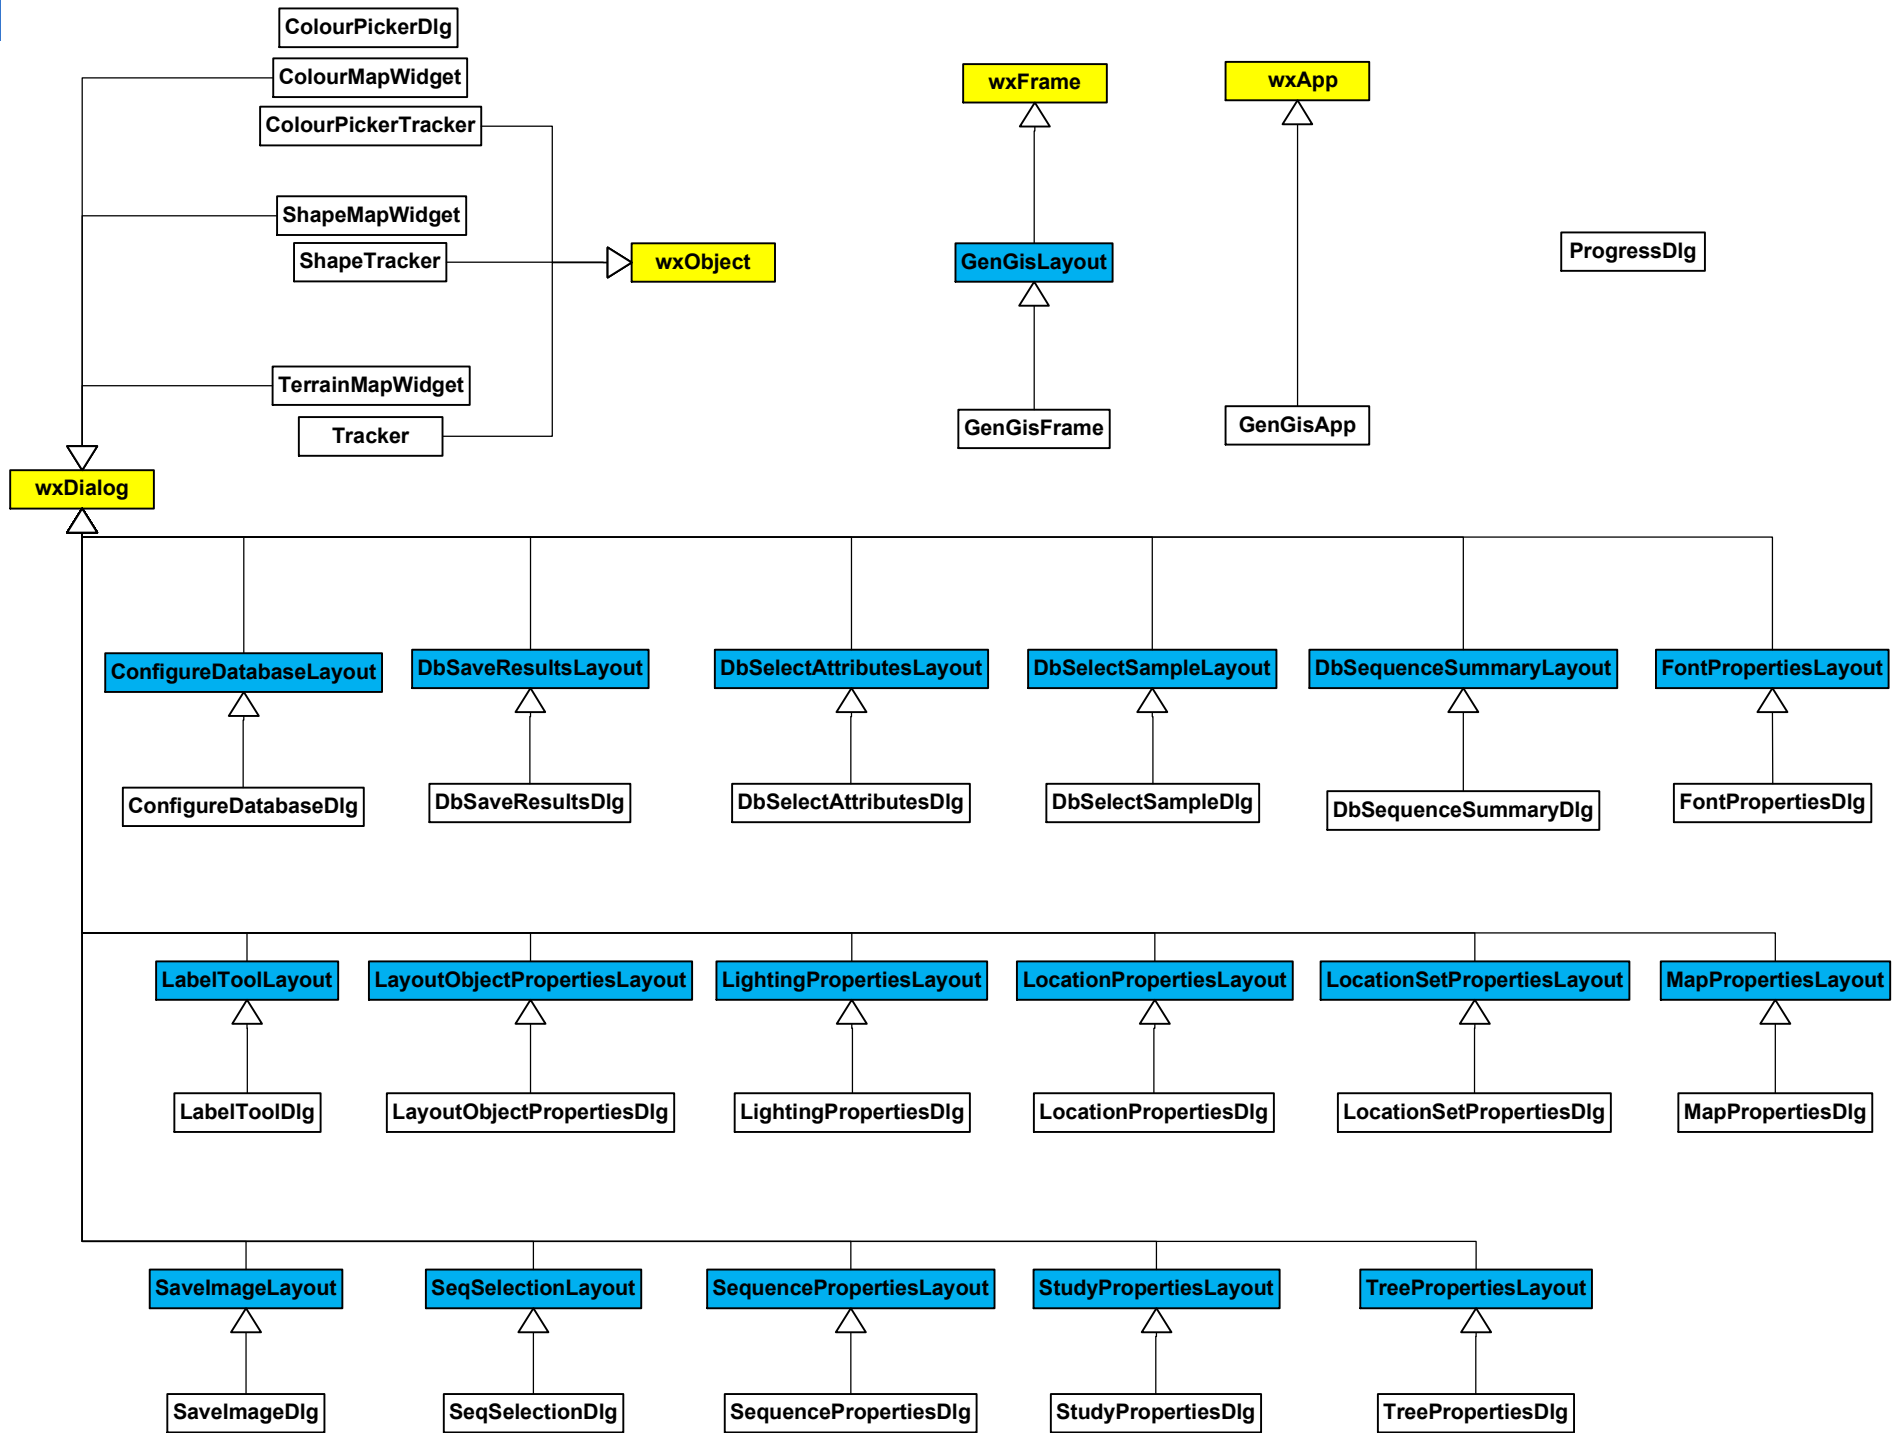 ColourPickerDlg
ColourMapWidget
wxFrame
wxApp
ColourPickerTracker
ShapeMapWidget
ShapeTracker
wxObject
GenGisLayout
ProgressDlg
TerrainMapWidget
Tracker
GenGisFrame
GenGisApp
wxDialog
ConfigureDatabaseLayout
DbSaveResultsLayout
DbSelectAttributesLayout
DbSelectSampleLayout
DbSequenceSummaryLayout
FontPropertiesLayout
ConfigureDatabaseDlg
DbSaveResultsDlg
DbSelectAttributesDlg
DbSelectSampleDlg
DbSequenceSummaryDlg
FontPropertiesDlg
LabelToolLayout
LayoutObjectPropertiesLayout
LightingPropertiesLayout
LocationPropertiesLayout
LocationSetPropertiesLayout
MapPropertiesLayout
LabelToolDlg
LayoutObjectPropertiesDlg
LightingPropertiesDlg
LocationPropertiesDlg
LocationSetPropertiesDlg
MapPropertiesDlg
SaveImageLayout
SeqSelectionLayout
SequencePropertiesLayout
StudyPropertiesLayout
TreePropertiesLayout
SaveImageDlg
SeqSelectionDlg
SequencePropertiesDlg
StudyPropertiesDlg
TreePropertiesDlg